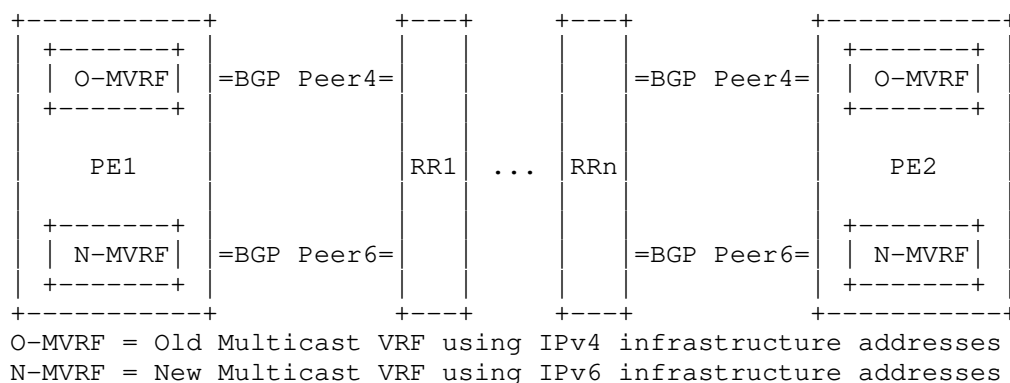 O-MVRF =BGP Peer4= =BGP Peer4= O-MVRF
PE1 RR1 ... RRn PE2
N-MVRF =BGP Peer6= =BGP Peer6= N-MVRF
O-MVRF = Old Multicast VRF using IPv4 infrastructure addresses
N-MVRF = New Multicast VRF using IPv6 infrastructure addresses